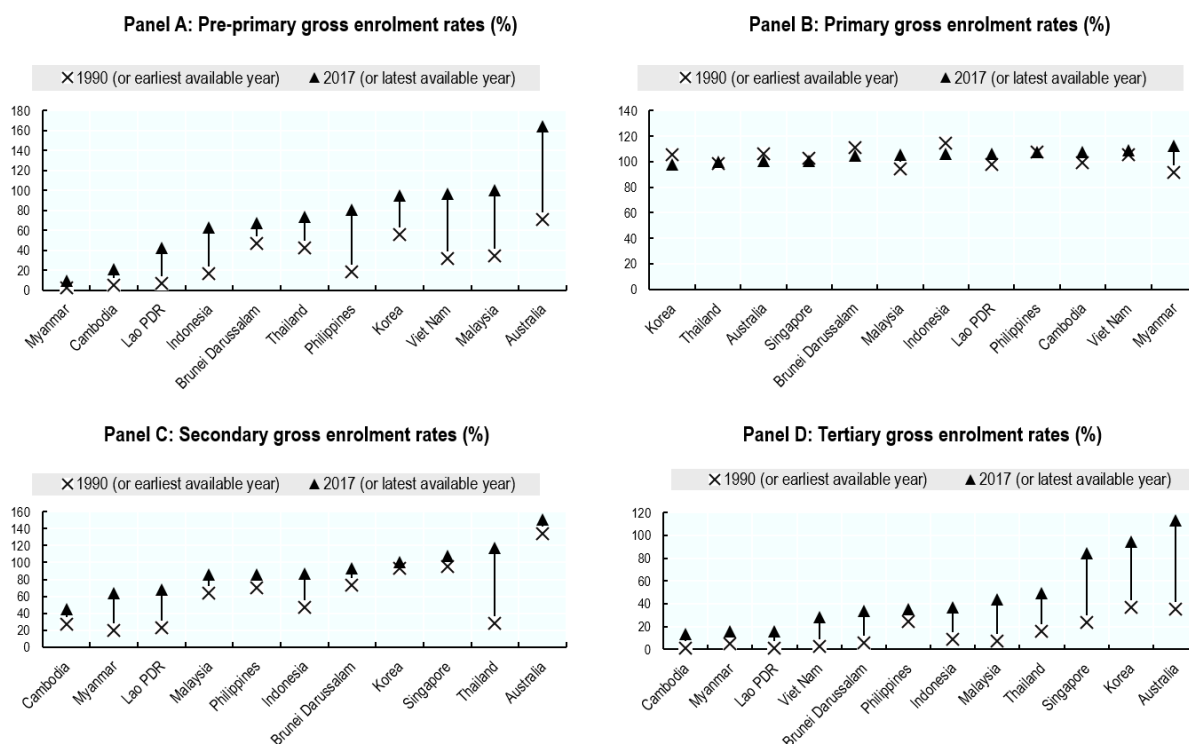 Panel A: Pre-primary gross enrolment rates (%)
1990 (or earliest available year) 2017 (or latest available year)
180
160
140
120
100
80
60
40
20
0
Myanmar
Cambodia
Lao PDR
Indonesia
Brunei Darussalam
Thailand
Philippines
Korea
Viet Nam
Malaysia
Australia
Panel B: Primary gross enrolment rates (%)
1990 (or earliest available year) 2017 (or latest available year)
140
120
100
80
60
40
20
0
Korea
Thailand
Australia
Singapore
Brunei Darussalam
Malaysia
Indonesia
Lao PDR
Philippines
Cambodia
Viet Nam
Myanmar
Panel C: Secondary gross enrolment rates (%)
1990 (or earliest available year) 2017 (or latest available year)
160
140
120
100
80
60
40
20
0
Cambodia
Myanmar
Lao PDR
Malaysia
Philippines
Indonesia
Brunei Darussalam
Korea
Singapore
Thailand
Australia
Panel D: Tertiary gross enrolment rates (%)
1990 (or earliest available year) 2017 (or latest available year)
120
100
80
60
40
20
0
Cambodia
Myanmar
Lao PDR
Viet Nam
Brunei Darussalam
Philippines
Indonesia
Malaysia
Thailand
Singapore
Korea
Australia